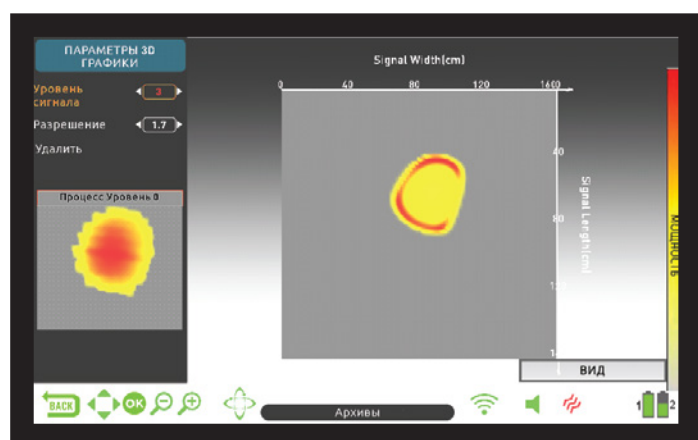 ПАРАМЕТРЫ 3D
ГРАФИКИ
Уровень
сигнала
3
Разрешение
1.7
Удалить
Процесс Уровень 0
Signal Width(cm)
0 40 80 120 160
40
80
Signal Length(cm)
МОЩНОСТЬ
ВИД
BACK
OK
Архивы
1
2